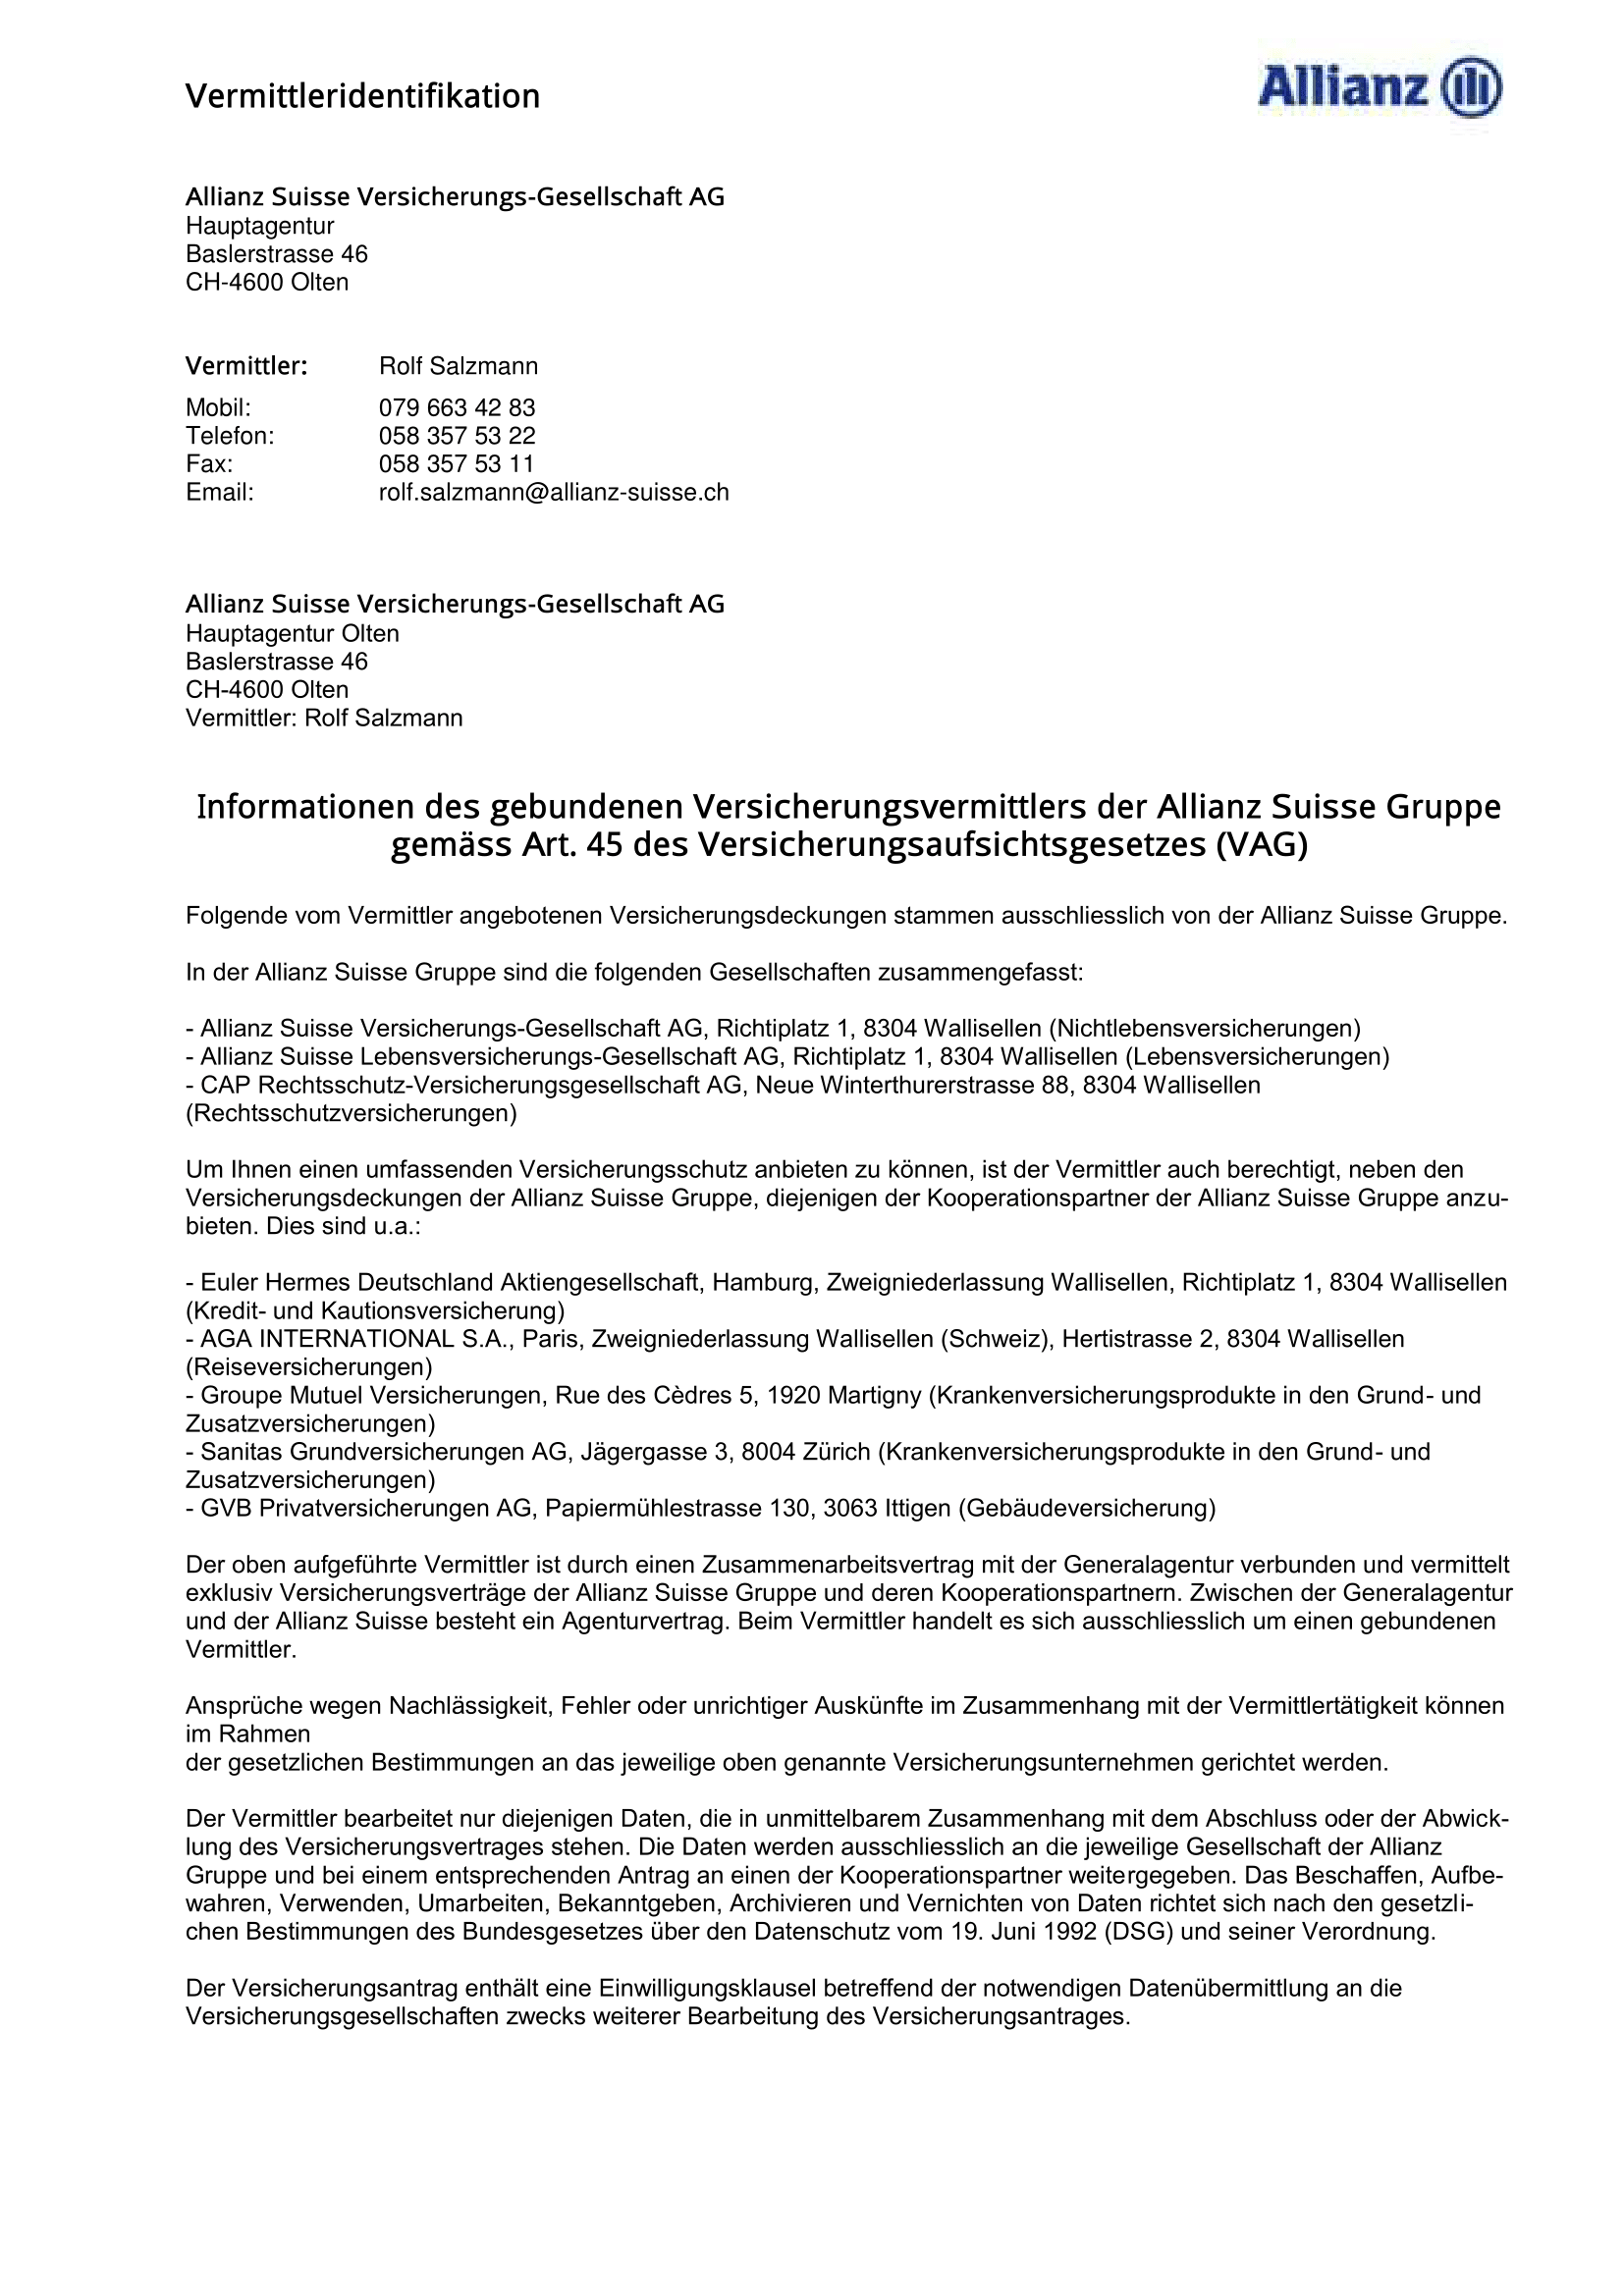 Vermittleridentifikation
Allianz
Allianz Suisse Versicherungs-Gesellschaft AG
Hauptagentur
Baslerstrasse 46
CH-4600 Olten
Vermittler: Rolf Salzmann
Mobil: 079 663 42 83
Telefon: 058 357 53 22
Fax: 058 357 53 11
Email: rolf.salzmann@allianz-suisse.ch
Allianz Suisse Versicherungs-Gesellschaft AG
Hauptagentur Olten
Baslerstrasse 46
CH-4600 Olten
Vermittler: Rolf Salzmann
Informationen des gebundenen Versicherungsvermittlers der Allianz Suisse Gruppe
gemäss Art. 45 des Versicherungsaufsichtsgesetzes (VAG)
Folgende vom Vermittler angebotenen Versicherungsdeckungen stammen ausschliesslich von der Allianz Suisse Gruppe.
In der Allianz Suisse Gruppe sind die folgenden Gesellschaften zusammengefasst:
- Allianz Suisse Versicherungs-Gesellschaft AG, Richtiplatz 1, 8304 Wallisellen (Nichtlebensversicherungen)
- Allianz Suisse Lebensversicherungs-Gesellschaft AG, Richtiplatz 1, 8304 Wallisellen (Lebensversicherungen)
- CAP Rechtsschutz-Versicherungsgesellschaft AG, Neue Winterthurerstrasse 88, 8304 Wallisellen
(Rechtsschutzversicherungen)
Um Ihnen einen umfassenden Versicherungsschutz anbieten zu können, ist der Vermittler auch berechtigt, neben den
Versicherungsdeckungen der Allianz Suisse Gruppe, diejenigen der Kooperationspartner der Allianz Suisse Gruppe anzu-
bieten. Dies sind u.a.:
- Euler Hermes Deutschland Aktiengesellschaft, Hamburg, Zweigniederlassung Wallisellen, Richtiplatz 1, 8304 Wallisellen
(Kredit- und Kautionsversicherung)
- AGA INTERNATIONAL S.A., Paris, Zweigniederlassung Wallisellen (Schweiz), Hertistrasse 2, 8304 Wallisellen
(Reiseversicherungen)
- Groupe Mutuel Versicherungen, Rue des Cèdres 5, 1920 Martigny (Krankenversicherungsprodukte in den Grund- und
Zusatzversicherungen)
- Sanitas Grundversicherungen AG, Jägergasse 3, 8004 Zürich (Krankenversicherungsprodukte in den Grund- und
Zusatzversicherungen)
- GVB Privatversicherungen AG, Papiermühlestrasse 130, 3063 Ittigen (Gebäudeversicherung)
Der oben aufgeführte Vermittler ist durch einen Zusammenarbeitsvertrag mit der Generalagentur verbunden und vermittelt
exklusiv Versicherungsverträge der Allianz Suisse Gruppe und deren Kooperationspartnern. Zwischen der Generalagentur
und der Allianz Suisse besteht ein Agenturvertrag. Beim Vermittler handelt es sich ausschliesslich um einen gebundenen
Vermittler.
Ansprüche wegen Nachlässigkeit, Fehler oder unrichtiger Auskünfte im Zusammenhang mit der Vermittlertätigkeit können
im Rahmen
der gesetzlichen Bestimmungen an das jeweilige oben genannte Versicherungsunternehmen gerichtet werden.
Der Vermittler bearbeitet nur diejenigen Daten, die in unmittelbarem Zusammenhang mit dem Abschluss oder der Abwick-
lung des Versicherungsvertrages stehen. Die Daten werden ausschliesslich an die jeweilige Gesellschaft der Allianz
Gruppe und bei einem entsprechenden Antrag an einen der Kooperationspartner weitergegeben. Das Beschaffen, Aufbe-
wahren, Verwenden, Umarbeiten, Bekanntgeben, Archivieren und Vernichten von Daten richtet sich nach den gesetzli-
chen Bestimmungen des Bundesgesetzes über den Datenschutz vom 19. Juni 1992 (DSG) und seiner Verordnung.
Der Versicherungsantrag enthält eine Einwilligungsklausel betreffend der notwendigen Datenübermittlung an die
Versicherungsgesellschaften zwecks weiterer Bearbeitung des Versicherungsantrages.